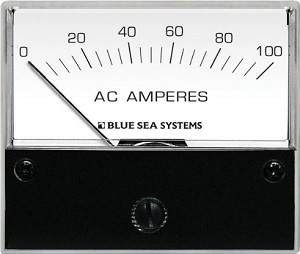 0 20 40 60 80 100
AC AMPERES
BLUE SEA SYSTEMS